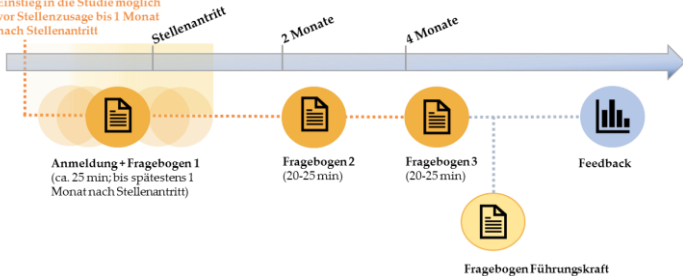 Einstieg in die Studie möglich
vor Stellenzusage bis 1 Monat
nach Stellenantritt
Stellenantritt
2 Monate
4 Monate
Anmeldung + Fragebogen 1
(ca. 25 min; bis spätestens 1
Monat nach Stellenantritt)
Fragebogen 2
(20-25 min)
Fragebogen 3
(20-25 min)
Feedback
Fragebogen Führungskraft